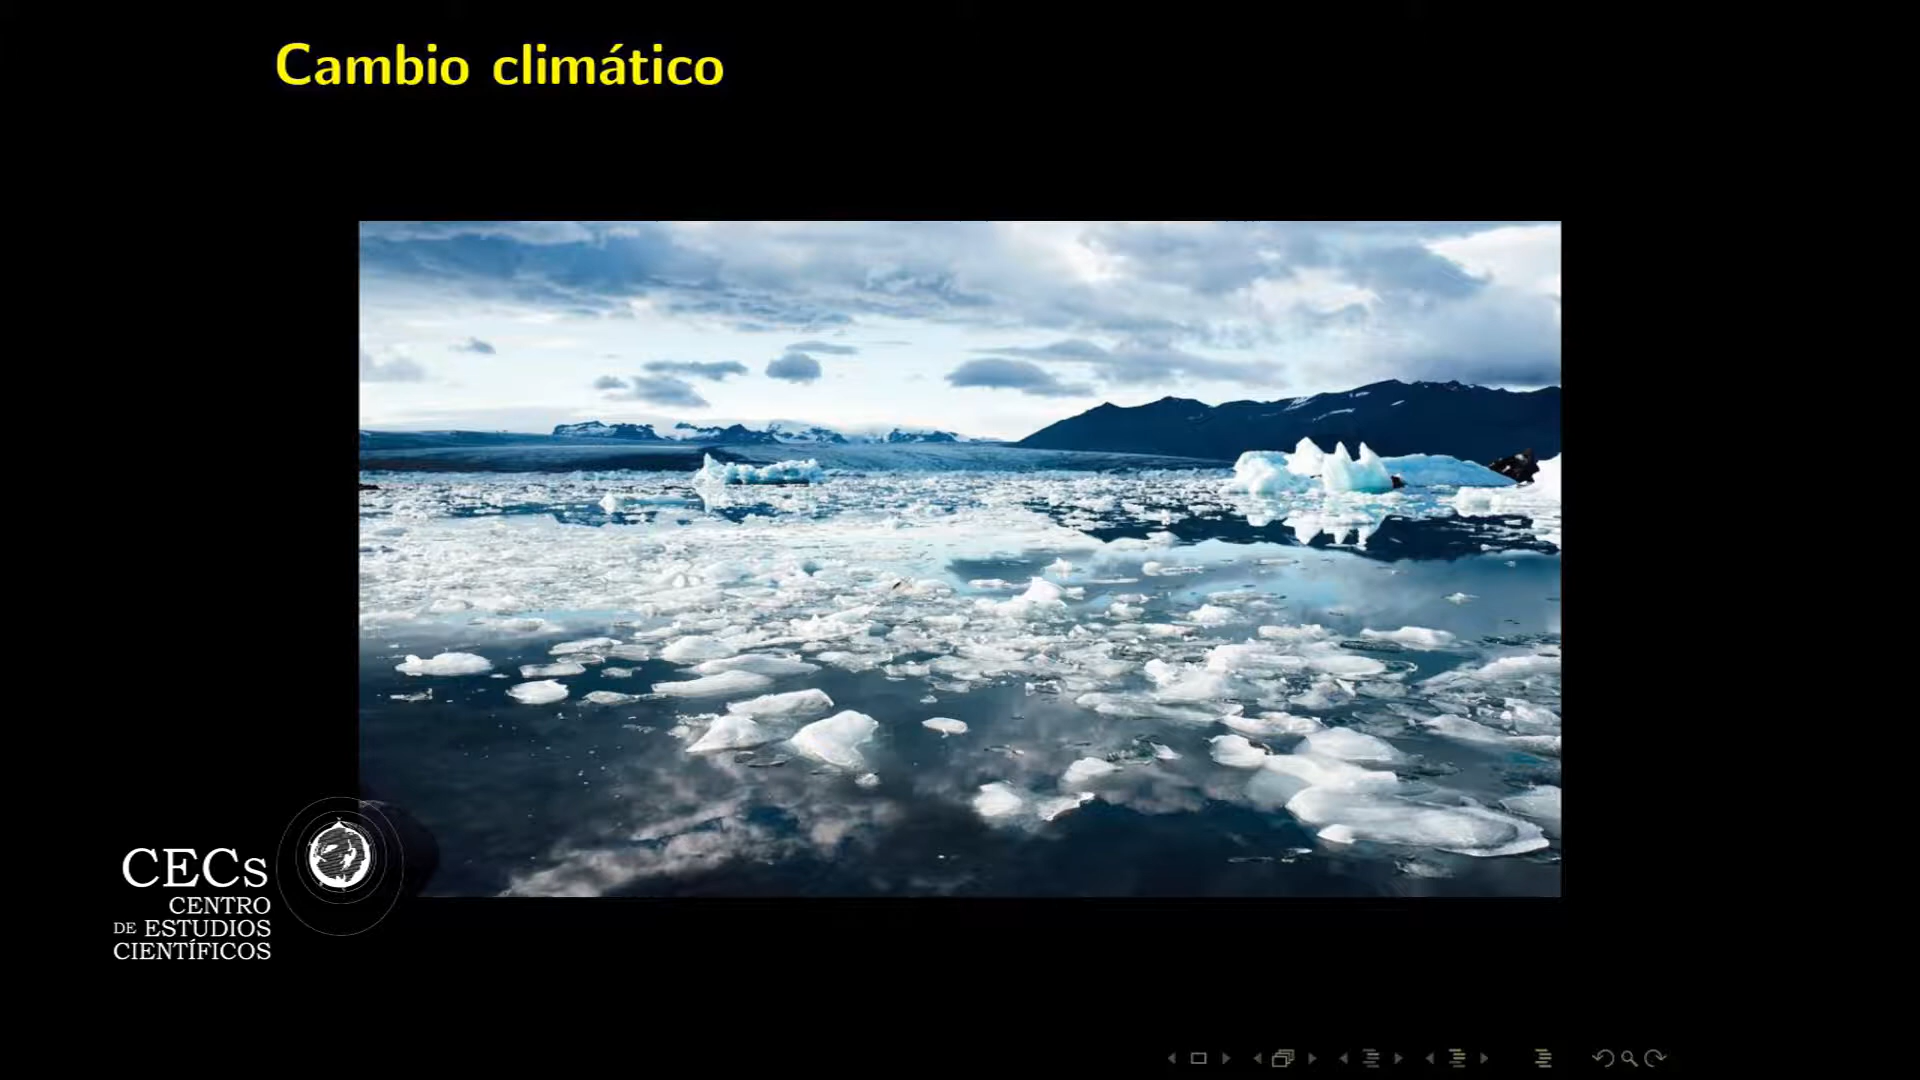 Cambio climático
CECs
CENTRO
DE ESTUDIOS
CIENTÍFICOS